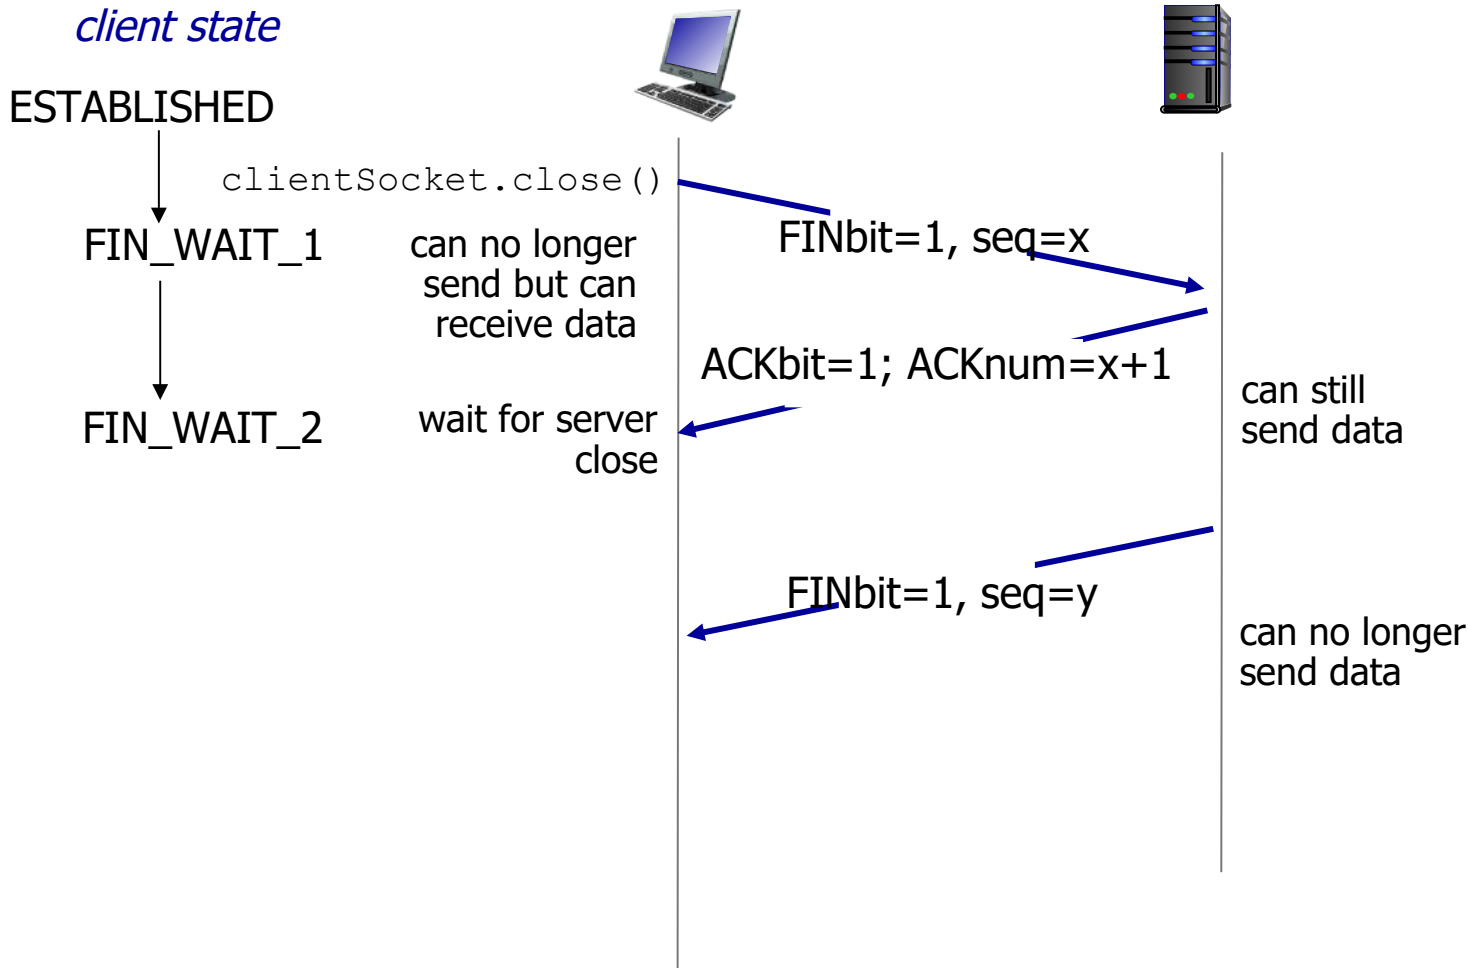 client state
ESTABLISHED
clientSocket.close()
FIN_WAIT_1
can no longer
send but can
receive data
FINbit=1, seq=x
ACKbit=1; ACKnum=x+1
FIN_WAIT_2
wait for server
close
can still
send data
FINbit=1, seq=y
can no longer
send data